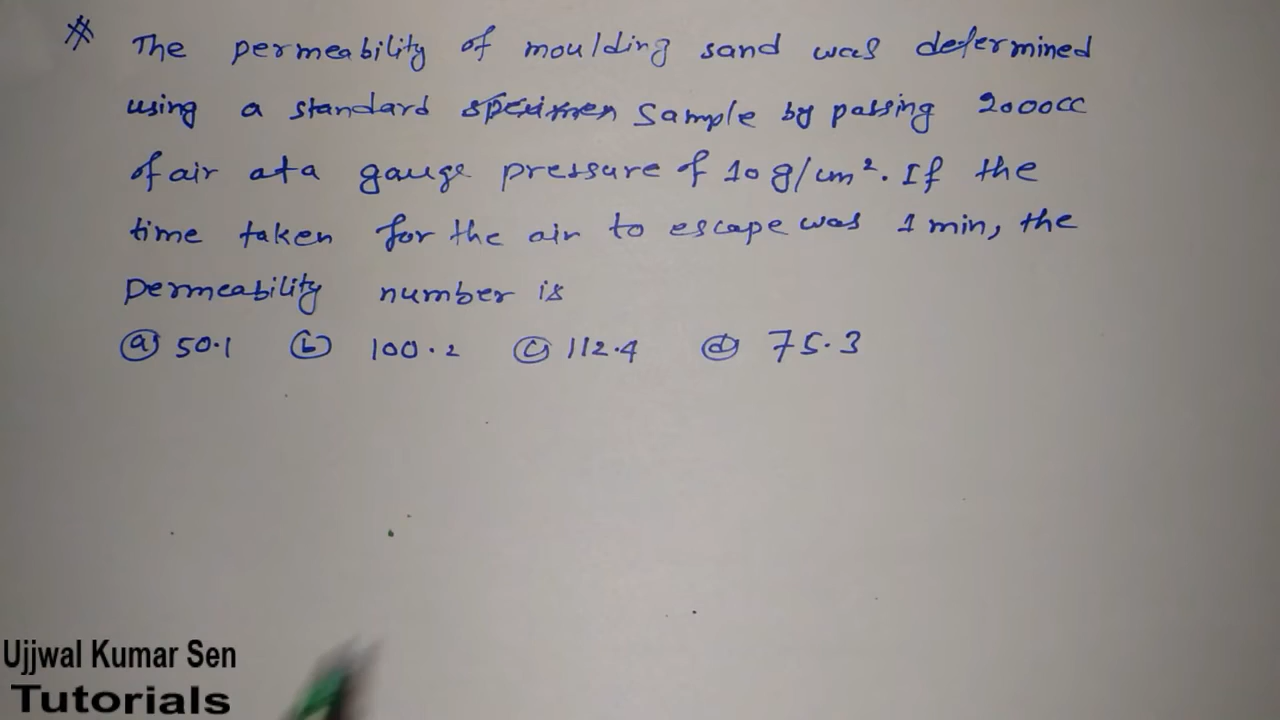 The permeability of moulding sand was determined
using a standard specimen sample by passing 2000cc
of air at a gauge pressure of 10 g/cm². If the
time taken for the air to escape was 1 min, the
permeability number is
(a) 50.1 (b) 100.2 (c) 112.4 (d) 75.3
Ujjwal Kumar Sen
Tutorials